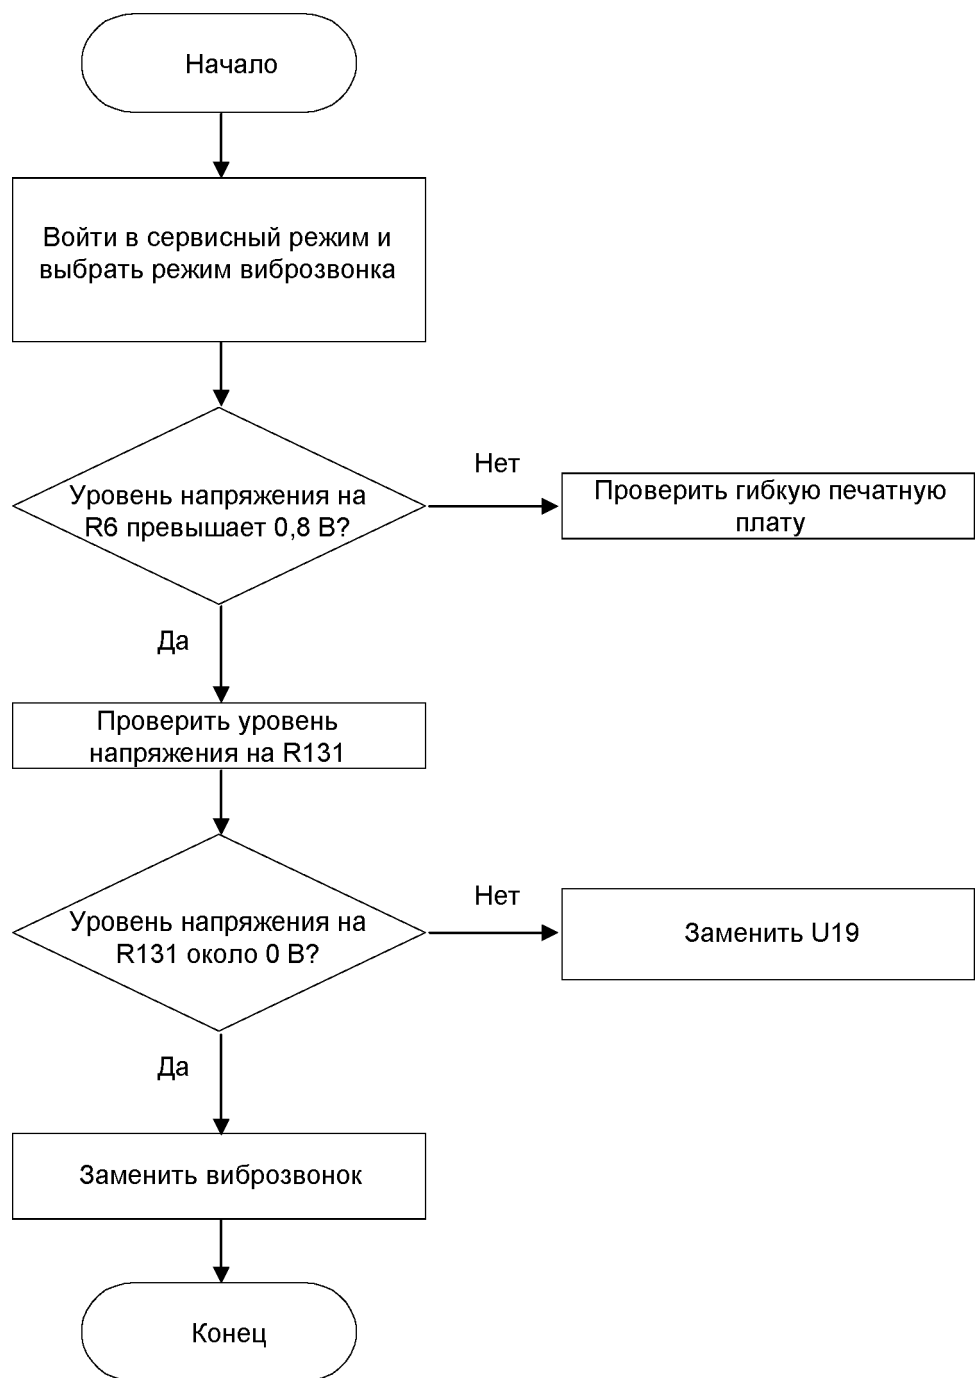 Начало
Войти в сервисный режим и
выбрать режим виброзвонка
Уровень напряжения на
R6 превышает 0,8 В?
Нет
Проверить гибкую печатную
плату
Да
Проверить уровень
напряжения на R131
Уровень напряжения на
R131 около 0 В?
Нет
Заменить U19
Да
Заменить виброзвонок
Конец